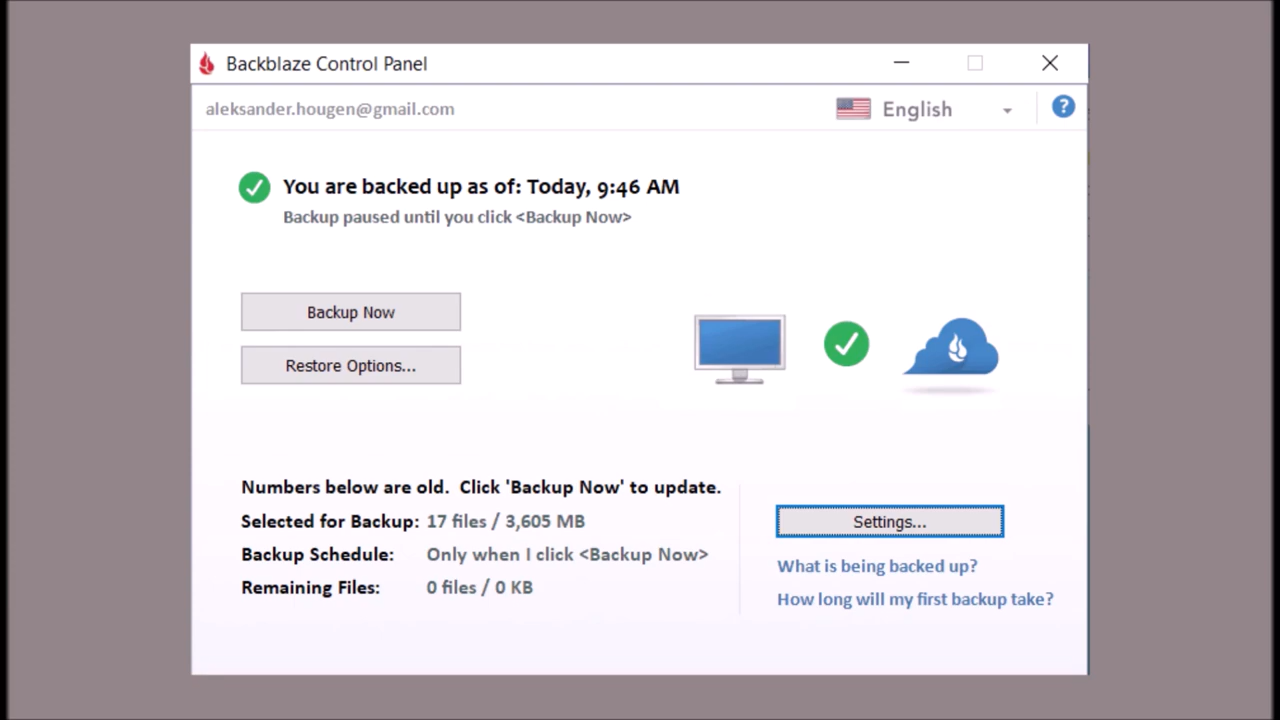 Backblaze Control Panel
aleksander.hougen@gmail.com
English
?
You are backed up as of: Today, 9:46 AM
Backup paused until you click <Backup Now>
Backup Now
Restore Options...
Numbers below are old. Click 'Backup Now' to update.
Selected for Backup: 17 files / 3,605 MB
Backup Schedule: Only when I click <Backup Now>
Remaining Files: 0 files / 0 KB
Settings...
What is being backed up?
How long will my first backup take?